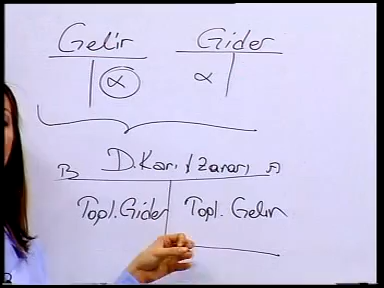 Gelir Gider
α α
B D.Karı/Zararı A
Topl.Gider Topl. Gelir